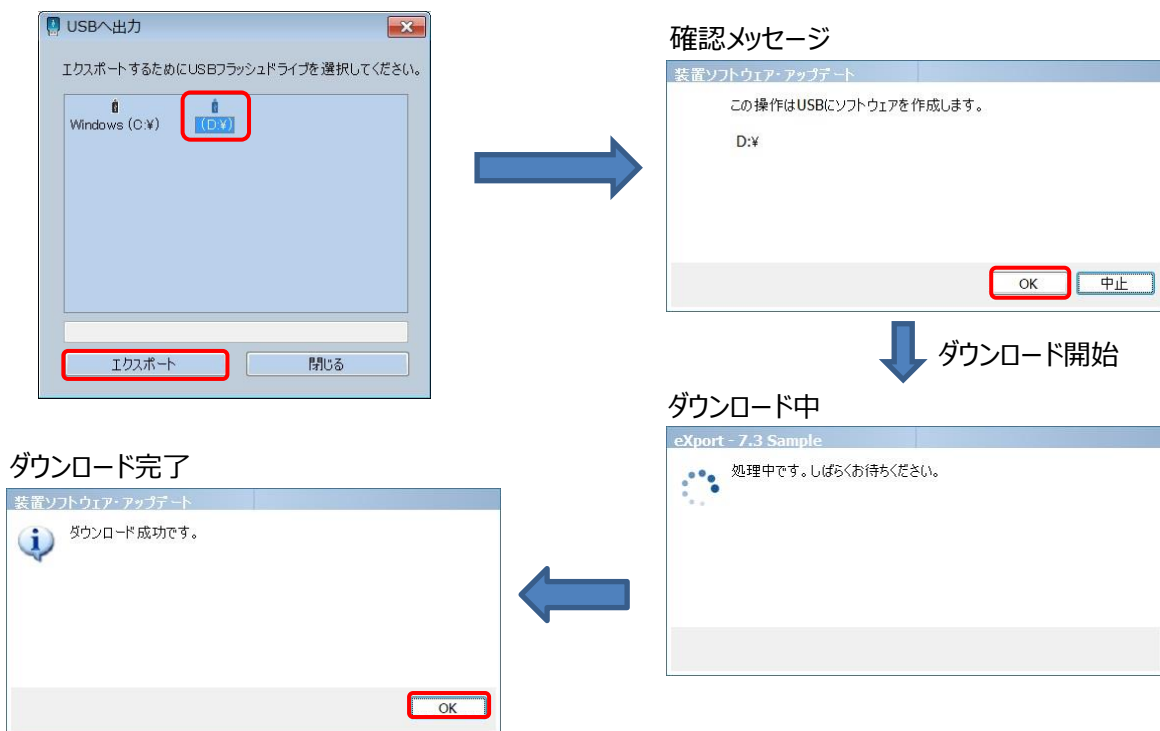 USBへ出力
エクスポートするためにUSBフラッシュドライブを選択してください。
Windows (C:¥)
(D:¥)
エクスポート
閉じる
確認メッセージ
装置ソフトウェア・アップデート
この操作はUSBにソフトウェアを作成します。
D:¥
OK
中止
ダウンロード開始
ダウンロード中
eXport - 7.3 Sample
処理中です。しばらくお待ちください。
ダウンロード完了
装置ソフトウェア・アップデート
ダウンロード成功です。
OK